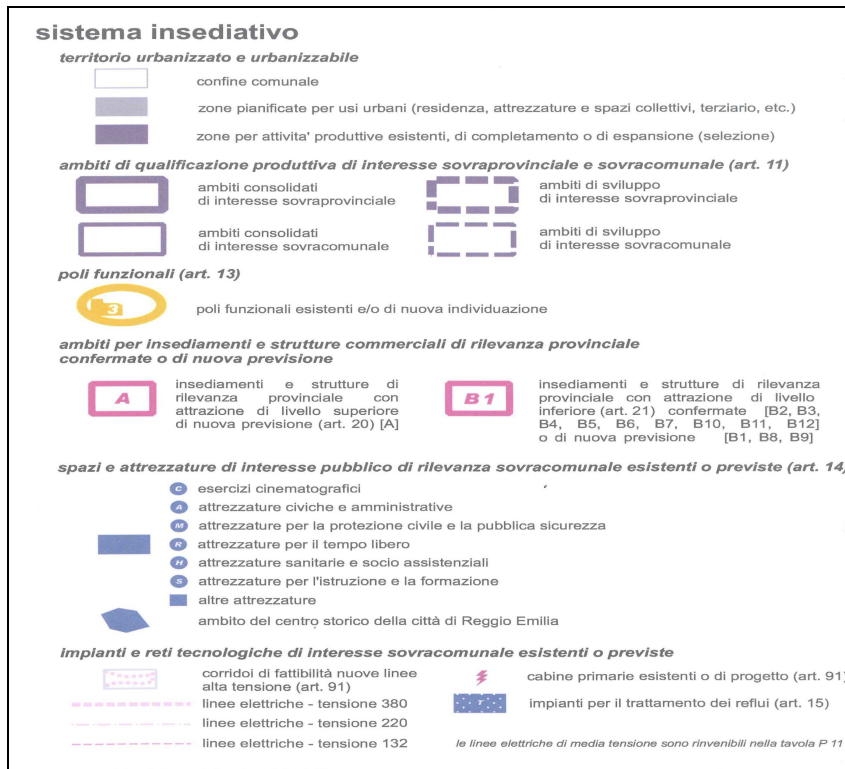 sistema insediativo
territorio urbanizzato e urbanizzabile
confine comunale
zone pianificate per usi urbani (residenza, attrezzature e spazi collettivi, terziario, etc.)
zone per attivita' produttive esistenti, di completamento o di espansione (selezione)
ambiti di qualificazione produttiva di interesse sovraprovinciale e sovracomunale (art. 11)
ambiti consolidati
di interesse sovraprovinciale
ambiti di sviluppo
di interesse sovraprovinciale
ambiti consolidati
di interesse sovracomunale
ambiti di sviluppo
di interesse sovracomunale
poli funzionali (art. 13)
3
poli funzionali esistenti e/o di nuova individuazione
ambiti per insediamenti e strutture commerciali di rilevanza provinciale
confermate o di nuova previsione
A
insediamenti e strutture di
rilevanza provinciale con
attrazione di livello superiore
di nuova previsione (art. 20) [A]
B1
insediamenti e strutture di rilevanza
provinciale con attrazione di livello
inferiore (art. 21) confermate [B2, B3,
B4, B5, B6, B7, B10, B11, B12]
o di nuova previsione [B1, B8, B9]
spazi e attrezzature di interesse pubblico di rilevanza sovracomunale esistenti o previste (art. 14)
C esercizi cinematografici
A attrezzature civiche e amministrative
M attrezzature per la protezione civile e la pubblica sicurezza
R attrezzature per il tempo libero
H attrezzature sanitarie e socio assistenziali
S attrezzature per l'istruzione e la formazione
altre attrezzature
ambito del centro storico della città di Reggio Emilia
impianti e reti tecnologiche di interesse sovracomunale esistenti o previste
corridoi di fattibilità nuove linee
alta tensione (art. 91)
cabine primarie esistenti o di progetto (art. 91)
linee elettriche - tensione 380
T impianti per il trattamento dei reflui (art. 15)
linee elettriche - tensione 220
linee elettriche - tensione 132
le linee elettriche di media tensione sono rinvenibili nella tavola P 11